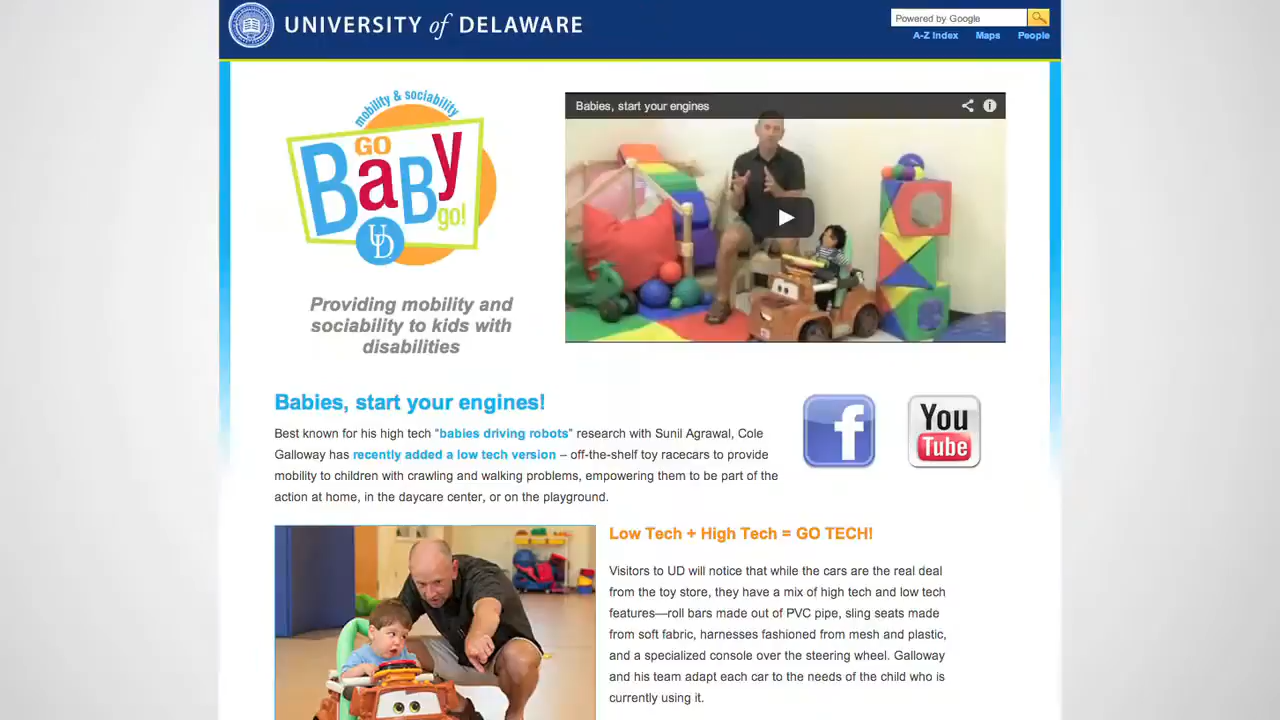 UNIVERSITY of DELAWARE
Powered by Google
A-Z Index Maps People
mobility & sociability
GO
BaBy
go!
UD
Babies, start your engines
Providing mobility and
sociability to kids with
disabilities
Babies, start your engines!
Best known for his high tech "babies driving robots" research with Sunil Agrawal, Cole
Galloway has recently added a low tech version – off-the-shelf toy racecars to provide
mobility to children with crawling and walking problems, empowering them to be part of the
action at home, in the daycare center, or on the playground.
f
You
Tube
Low Tech + High Tech = GO TECH!
Visitors to UD will notice that while the cars are the real deal
from the toy store, they have a mix of high tech and low tech
features—roll bars made out of PVC pipe, sling seats made
from soft fabric, harnesses fashioned from mesh and plastic,
and a specialized console over the steering wheel. Galloway
and his team adapt each car to the needs of the child who is
currently using it.